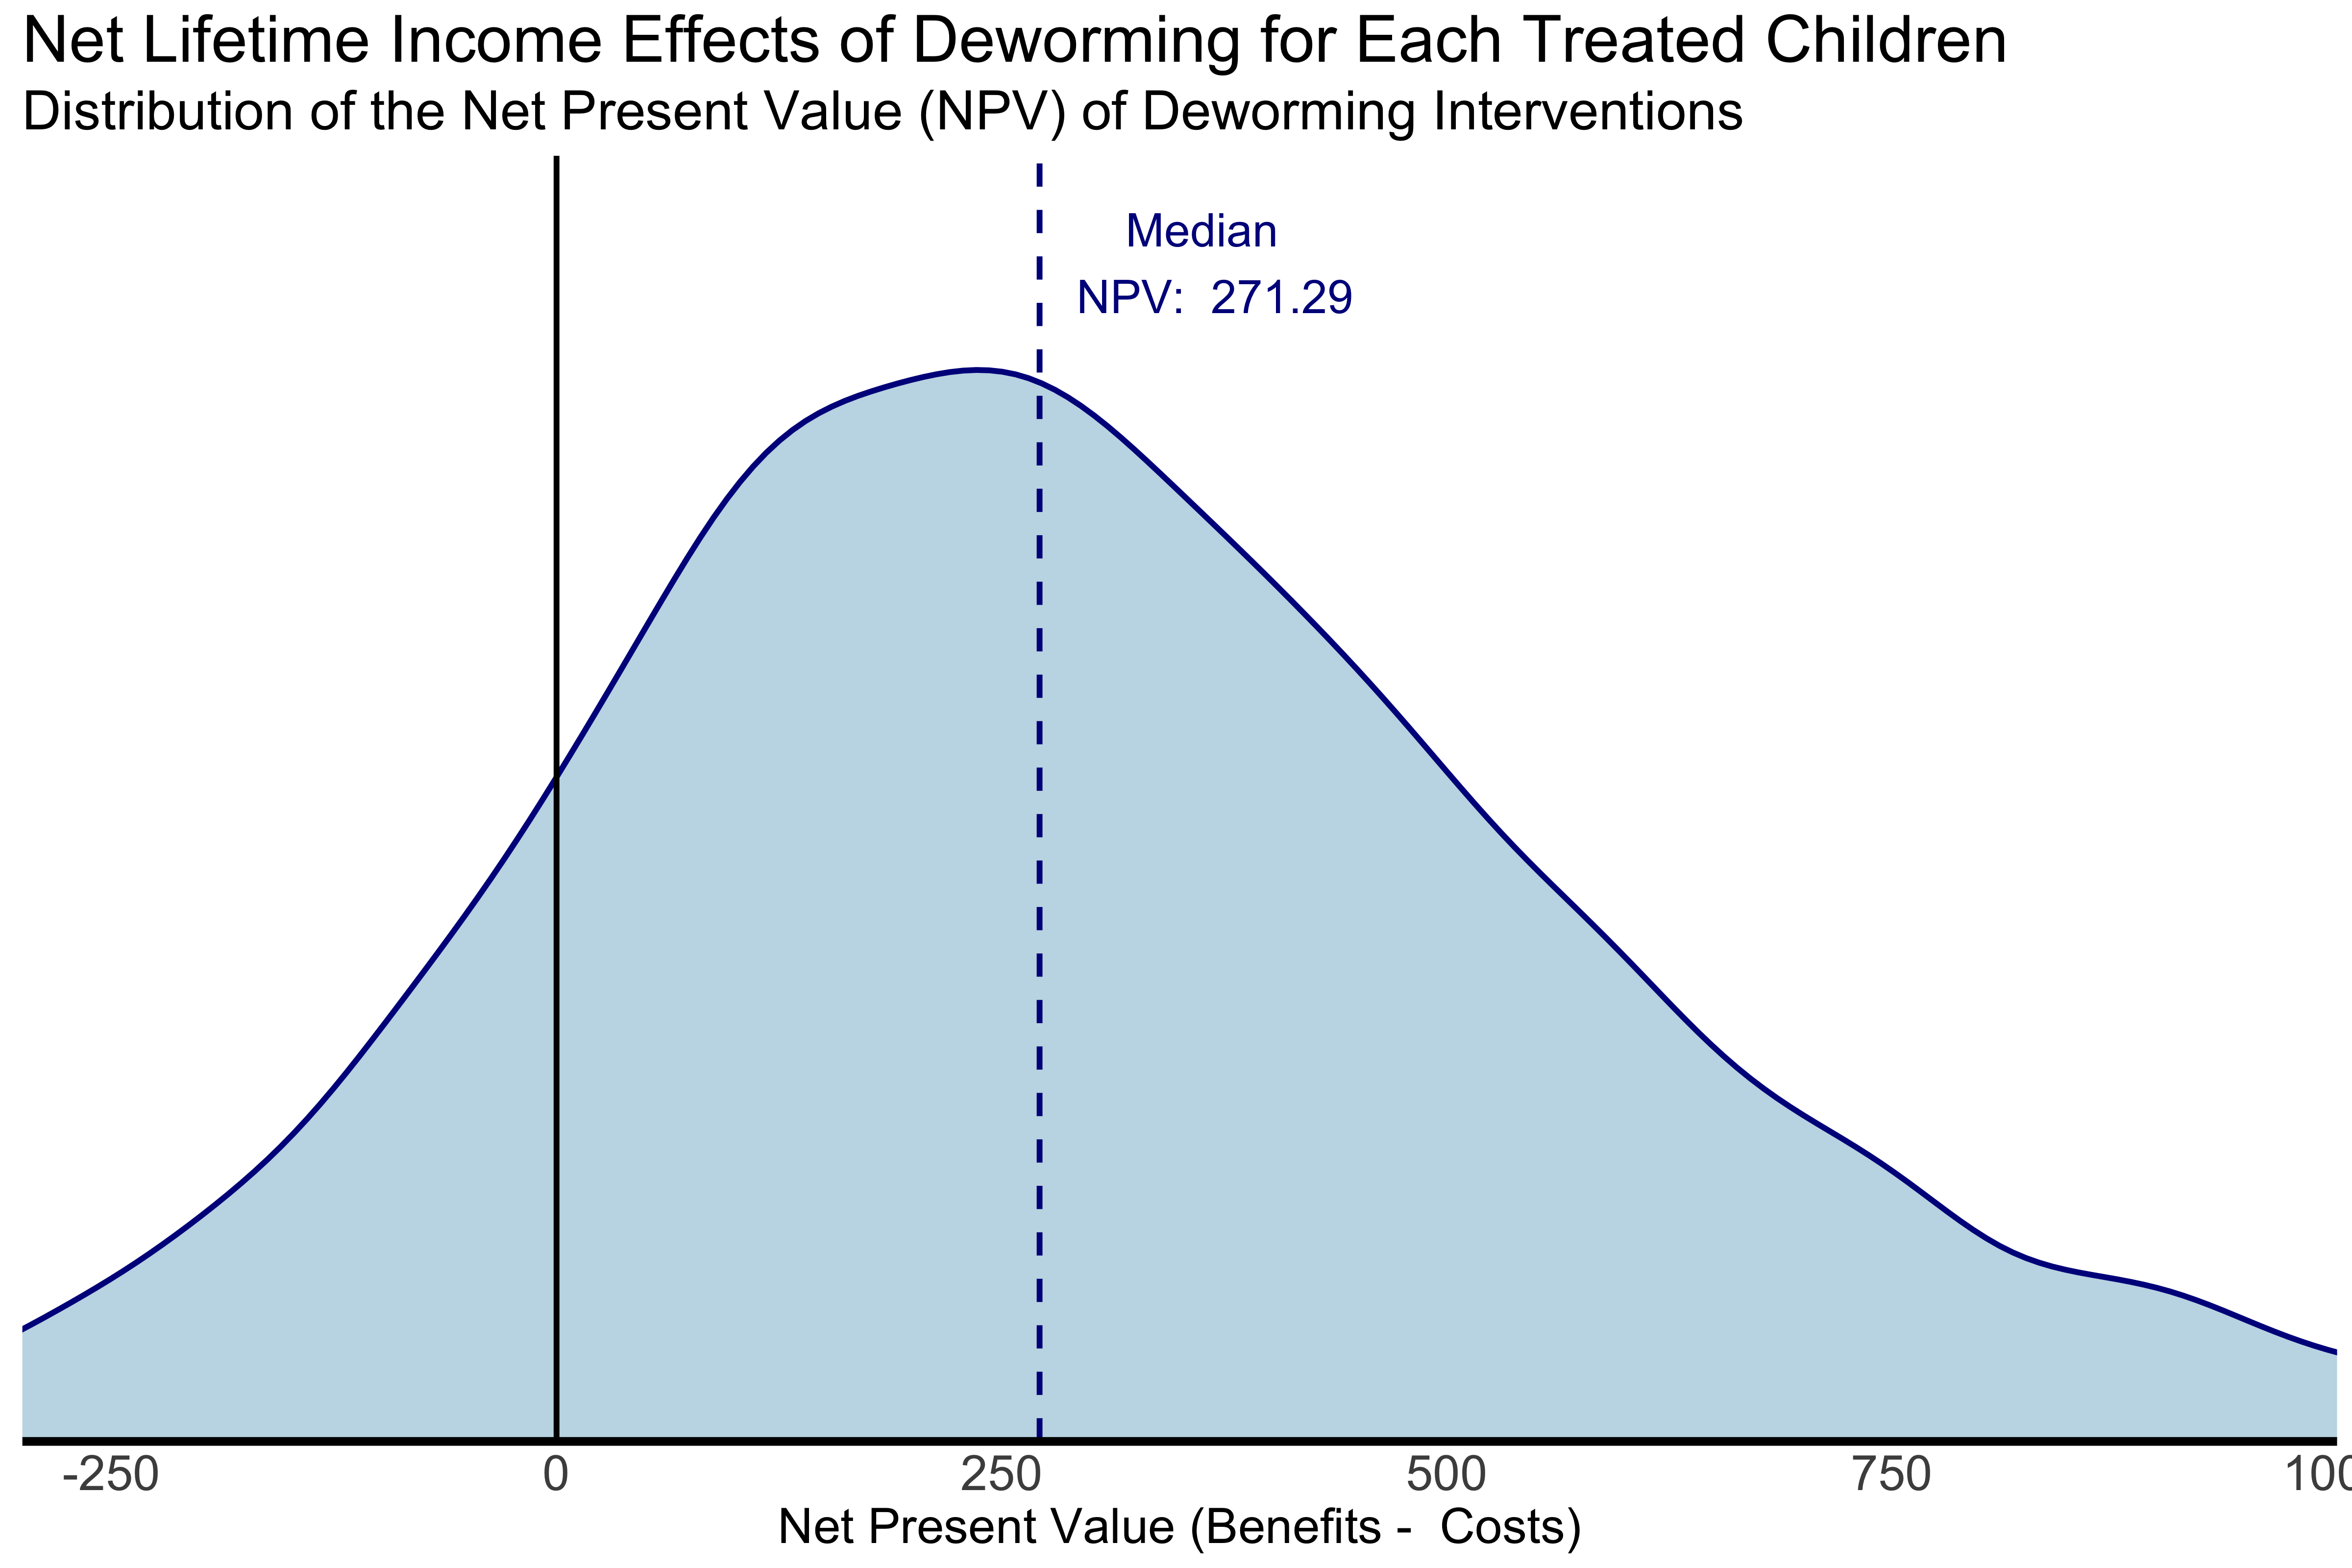 Net Lifetime Income Effects of Deworming for Each Treated Children
Distribution of the Net Present Value (NPV) of Deworming Interventions
Median
NPV:  271.29
-250 0 250 500 750 100
Net Present Value (Benefits -  Costs)